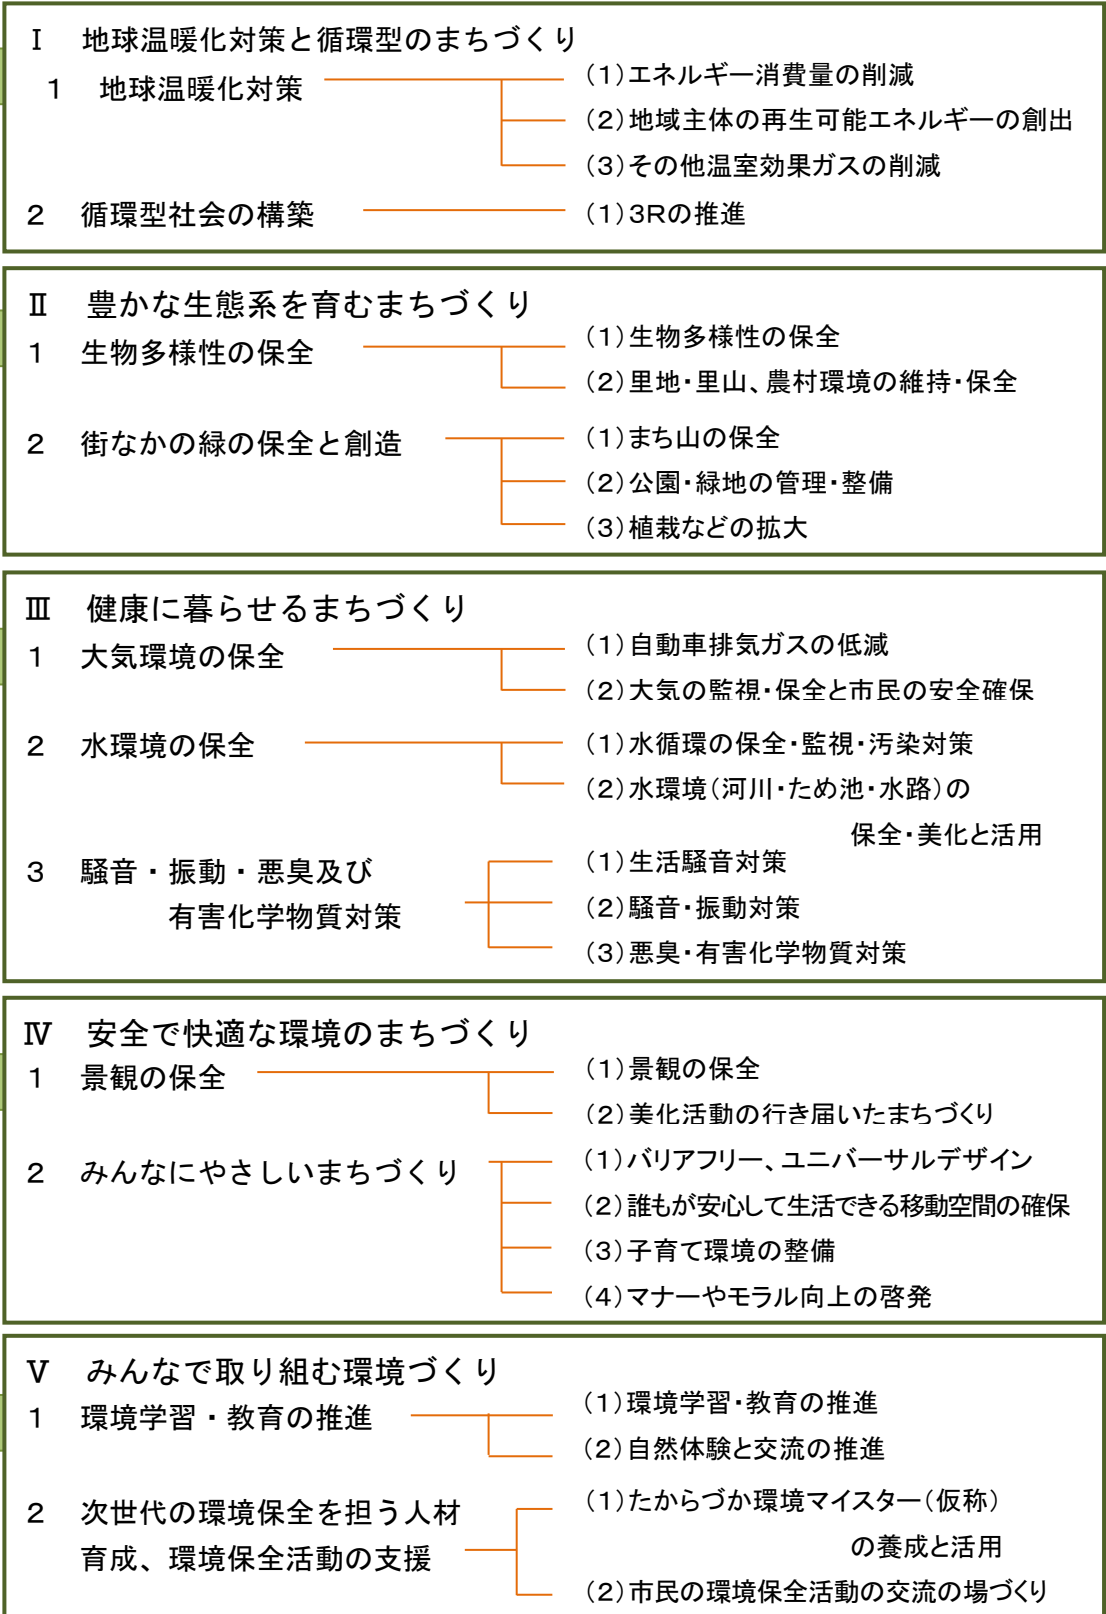 Ⅰ 地球温暖化対策と循環型のまちづくり
1 地球温暖化対策
(1)エネルギー消費量の削減
(2)地域主体の再生可能エネルギーの創出
(3)その他温室効果ガスの削減
2 循環型社会の構築
(1)3Rの推進
Ⅱ 豊かな生態系を育むまちづくり
1 生物多様性の保全
(1)生物多様性の保全
(2)里地・里山、農村環境の維持・保全
2 街なかの緑の保全と創造
(1)まち山の保全
(2)公園・緑地の管理・整備
(3)植栽などの拡大
Ⅲ 健康に暮らせるまちづくり
1 大気環境の保全
(1)自動車排気ガスの低減
(2)大気の監視・保全と市民の安全確保
2 水環境の保全
(1)水循環の保全・監視・汚染対策
(2)水環境(河川・ため池・水路)の
保全・美化と活用
3 騒音・振動・悪臭及び
有害化学物質対策
(1)生活騒音対策
(2)騒音・振動対策
(3)悪臭・有害化学物質対策
Ⅳ 安全で快適な環境のまちづくり
1 景観の保全
(1)景観の保全
(2)美化活動の行き届いたまちづくり
2 みんなにやさしいまちづくり
(1)バリアフリー、ユニバーサルデザイン
(2)誰もが安心して生活できる移動空間の確保
(3)子育て環境の整備
(4)マナーやモラル向上の啓発
Ⅴ みんなで取り組む環境づくり
1 環境学習・教育の推進
(1)環境学習・教育の推進
(2)自然体験と交流の推進
2 次世代の環境保全を担う人材
育成、環境保全活動の支援
(1)たからづか環境マイスター(仮称)
の養成と活用
(2)市民の環境保全活動の交流の場づくり